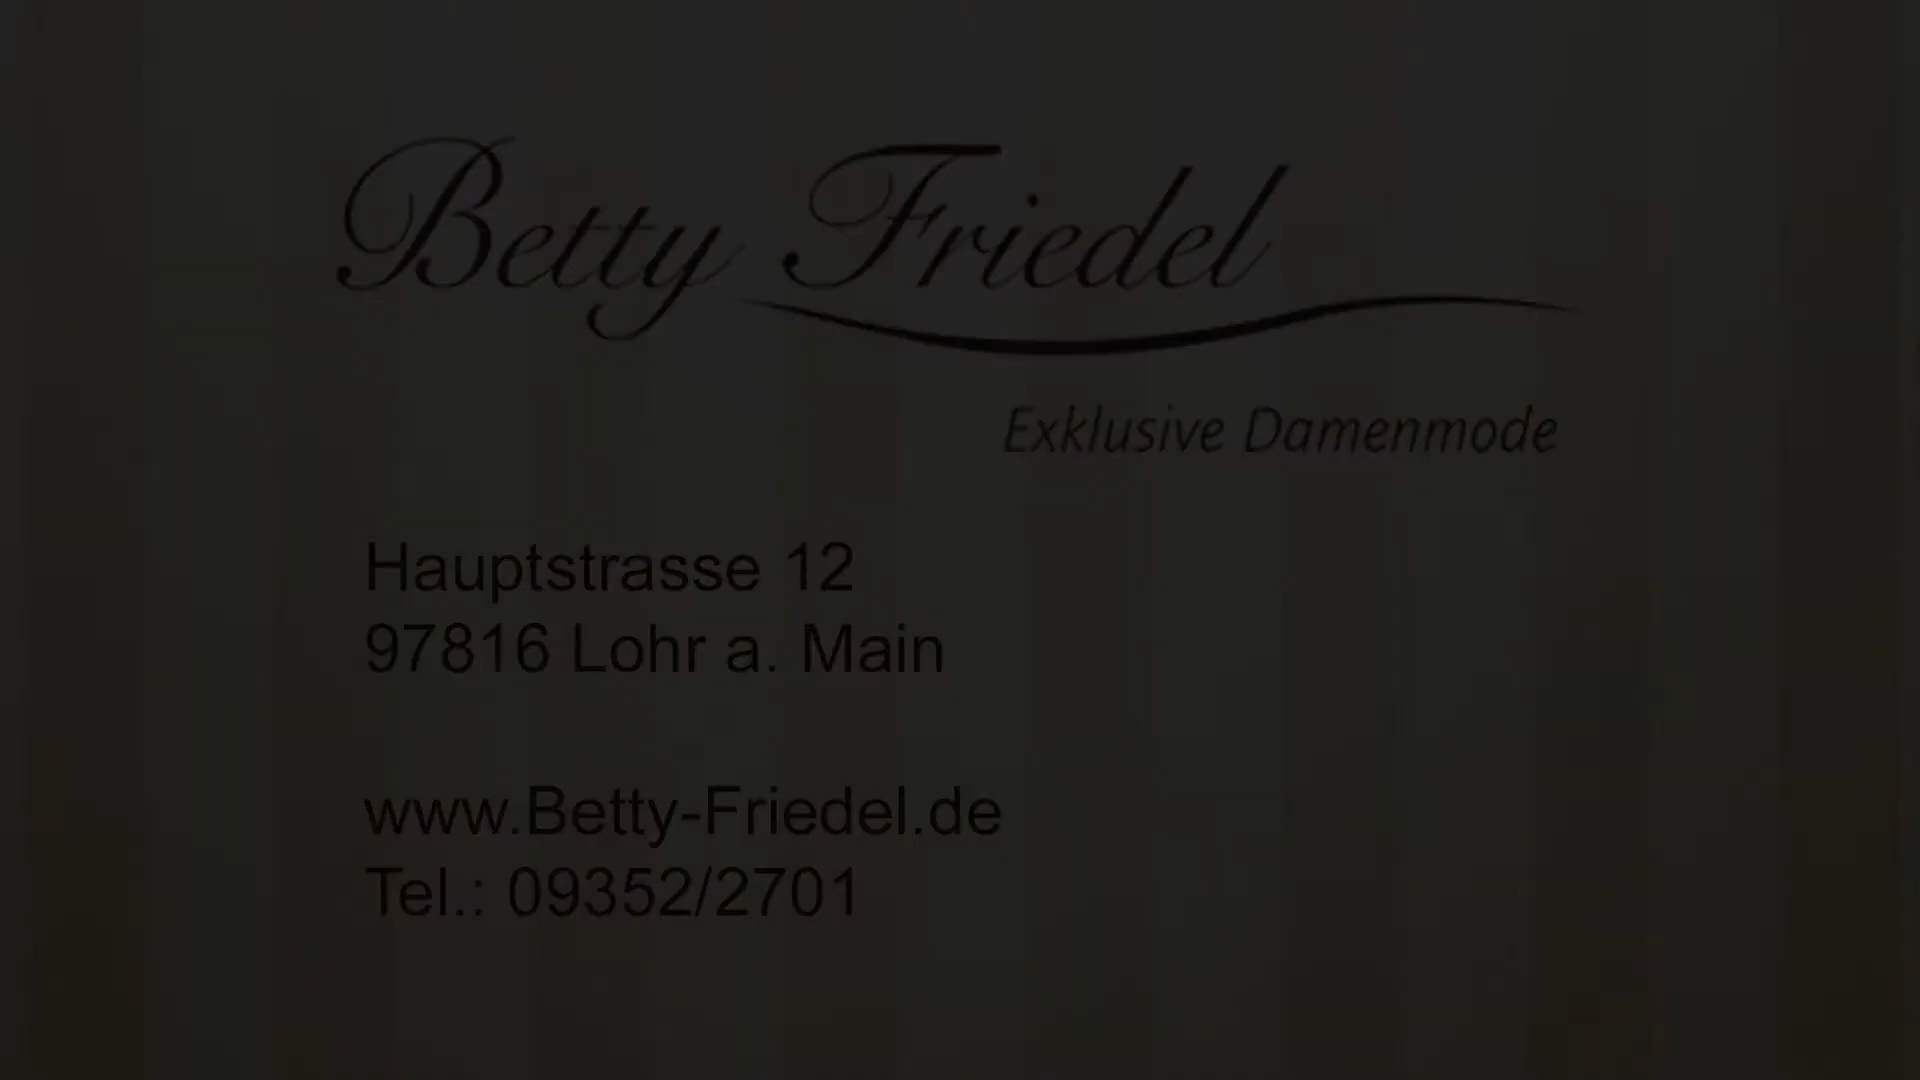 Betty Friedel
Exklusive Damenmode
Hauptstrasse 12
97816 Lohr a. Main
www.Betty-Friedel.de
Tel.: 09352/2701